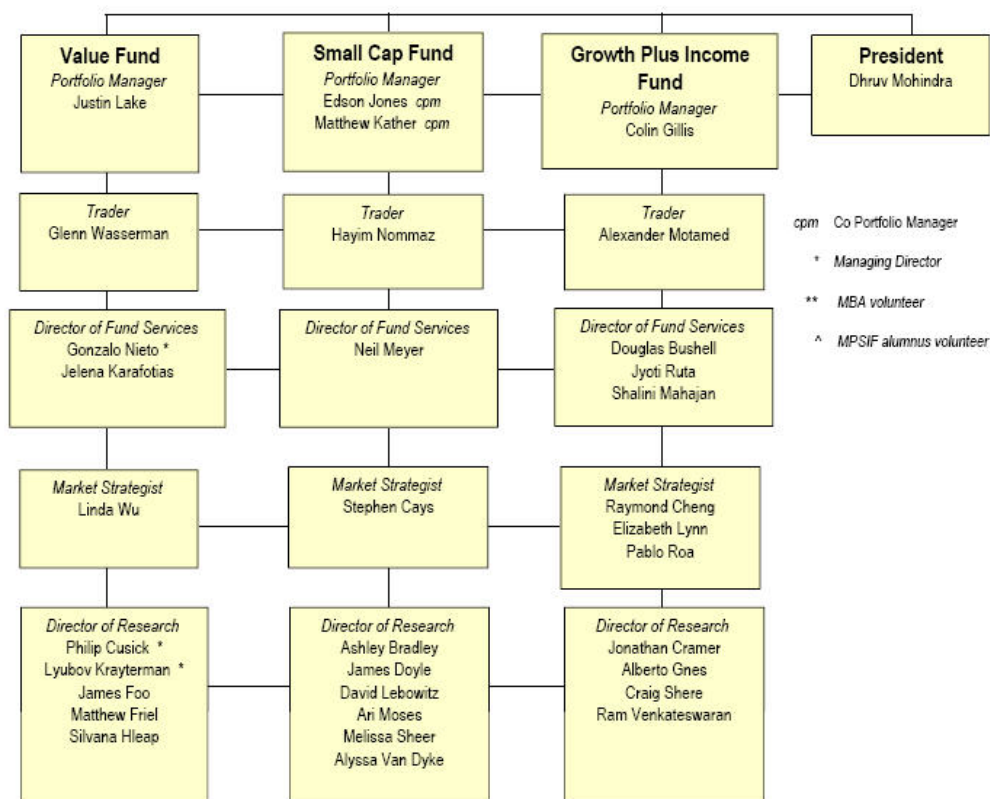 Value Fund
Portfolio Manager
Justin Lake
Small Cap Fund
Portfolio Manager
Edson Jones cpm
Matthew Kather cpm
Growth Plus Income
Fund
Portfolio Manager
Colin Gillis
President
Dhruv Mohindra
Trader
Glenn Wasserman
Trader
Hayim Nommaz
Trader
Alexander Motamed
cpm Co Portfolio Manager
* Managing Director
** MBA volunteer
^ MPSIF alumnus volunteer
Director of Fund Services
Gonzalo Nieto *
Jelena Karafotias
Director of Fund Services
Neil Meyer
Director of Fund Services
Douglas Bushell
Jyoti Ruta
Shalini Mahajan
Market Strategist
Linda Wu
Market Strategist
Stephen Cays
Market Strategist
Raymond Cheng
Elizabeth Lynn
Pablo Roa
Director of Research
Philip Cusick *
Lyubov Krayterman *
James Foo
Matthew Friel
Silvana Hleap
Director of Research
Ashley Bradley
James Doyle
David Lebowitz
Ari Moses
Melissa Sheer
Alyssa Van Dyke
Director of Research
Jonathan Cramer
Alberto Gnes
Craig Shere
Ram Venkateswaran